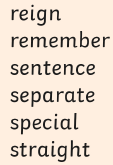 reign
remember
sentence
separate
special
straight